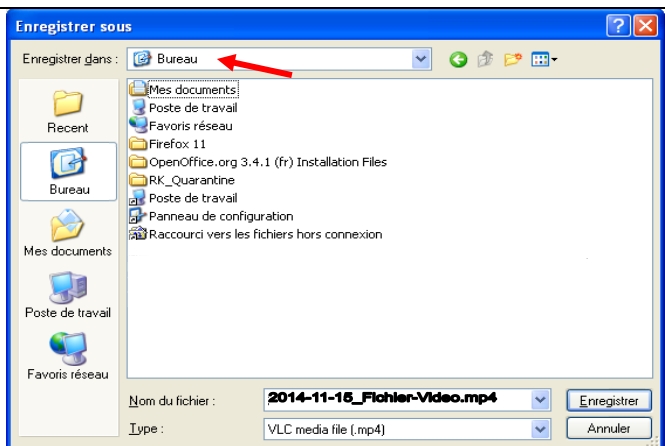 Enregistrer sous
Enregistrer dans :
Bureau
Recent
Bureau
Mes documents
Poste de travail
Favoris réseau
Mes documents
Poste de travail
Favoris réseau
Firefox 11
OpenOffice.org 3.4.1 (fr) Installation Files
RK_Quarantine
Poste de travail
Panneau de configuration
Raccourci vers les fichiers hors connexion
Nom du fichier :
2014-11-15_Fichier-Video.mp4
Enregistrer
Type :
VLC media file (.mp4)
Annuler